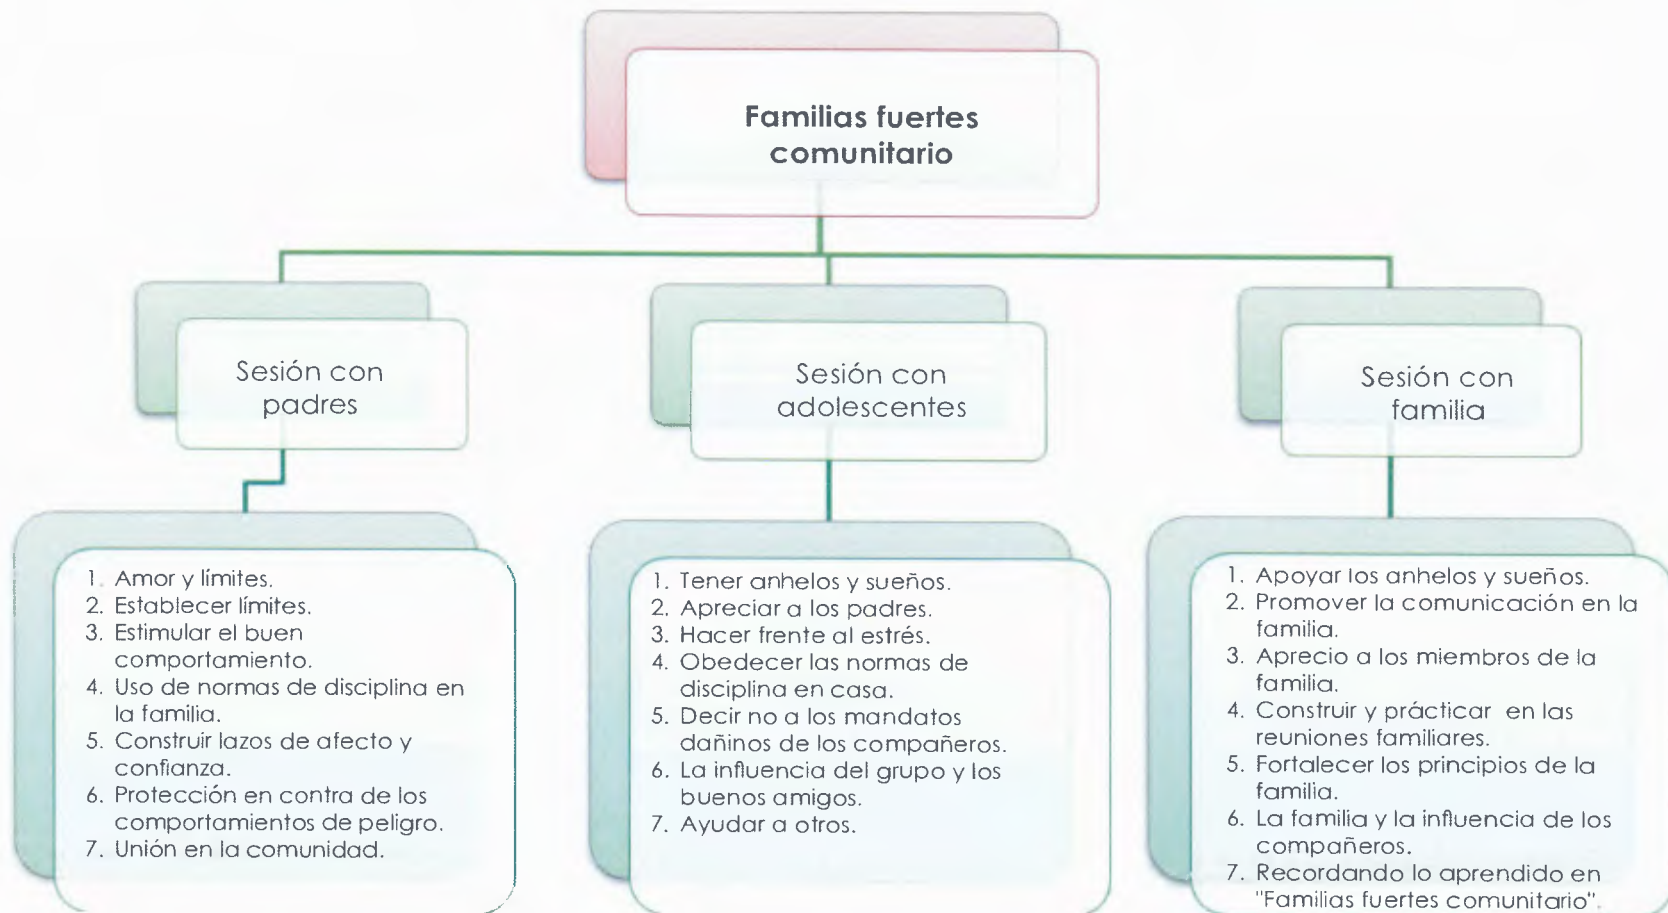 Familias fuertes
comunitario
Sesión con
padres
1. Amor y límites.
2. Establecer límites.
3. Estimular el buen
comportamiento.
4. Uso de normas de disciplina en
la familia.
5. Construir lazos de afecto y
confianza.
6. Protección en contra de los
comportamientos de peligro.
7. Unión en la comunidad.
Sesión con
adolescentes
1. Tener anhelos y sueños.
2. Apreciar a los padres.
3. Hacer frente al estrés.
4. Obedecer las normas de
disciplina en casa.
5. Decir no a los mandatos
dañinos de los compañeros.
6. La influencia del grupo y los
buenos amigos.
7. Ayudar a otros.
Sesión con
familia
1. Apoyar los anhelos y sueños.
2. Promover la comunicación en la
familia.
3. Aprecio a los miembros de la
familia.
4. Construir y prácticar en las
reuniones familiares.
5. Fortalecer los principios de la
familia.
6. La familia y la influencia de los
compañeros.
7. Recordando lo aprendido en
"Familias fuertes comunitario".